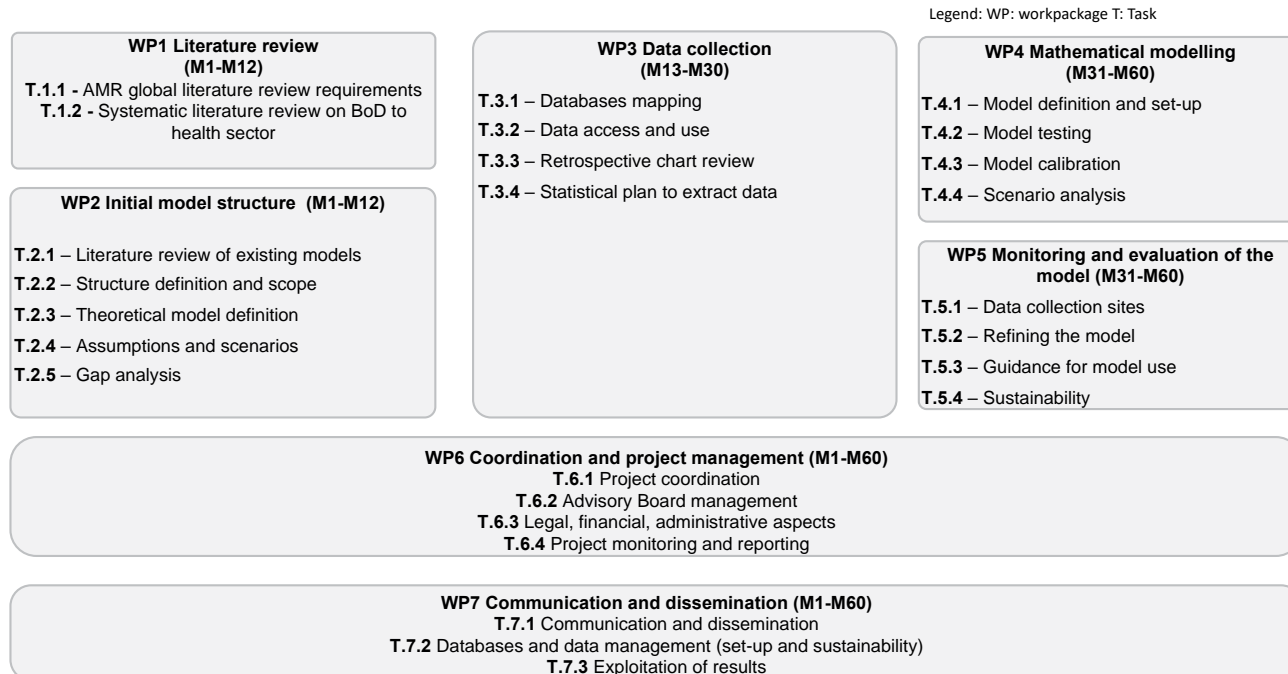 Legend: WP: workpackage T: Task
WP1 Literature review
(M1-M12)
T.1.1 - AMR global literature review requirements
T.1.2 - Systematic literature review on BoD to
health sector
WP2 Initial model structure (M1-M12)
T.2.1 – Literature review of existing models
T.2.2 – Structure definition and scope
T.2.3 – Theoretical model definition
T.2.4 – Assumptions and scenarios
T.2.5 – Gap analysis
WP3 Data collection
(M13-M30)
T.3.1 – Databases mapping
T.3.2 – Data access and use
T.3.3 – Retrospective chart review
T.3.4 – Statistical plan to extract data
WP4 Mathematical modelling
(M31-M60)
T.4.1 – Model definition and set-up
T.4.2 – Model testing
T.4.3 – Model calibration
T.4.4 – Scenario analysis
WP5 Monitoring and evaluation of the
model (M31-M60)
T.5.1 – Data collection sites
T.5.2 – Refining the model
T.5.3 – Guidance for model use
T.5.4 – Sustainability
WP6 Coordination and project management (M1-M60)
T.6.1 Project coordination
T.6.2 Advisory Board management
T.6.3 Legal, financial, administrative aspects
T.6.4 Project monitoring and reporting
WP7 Communication and dissemination (M1-M60)
T.7.1 Communication and dissemination
T.7.2 Databases and data management (set-up and sustainability)
T.7.3 Exploitation of results